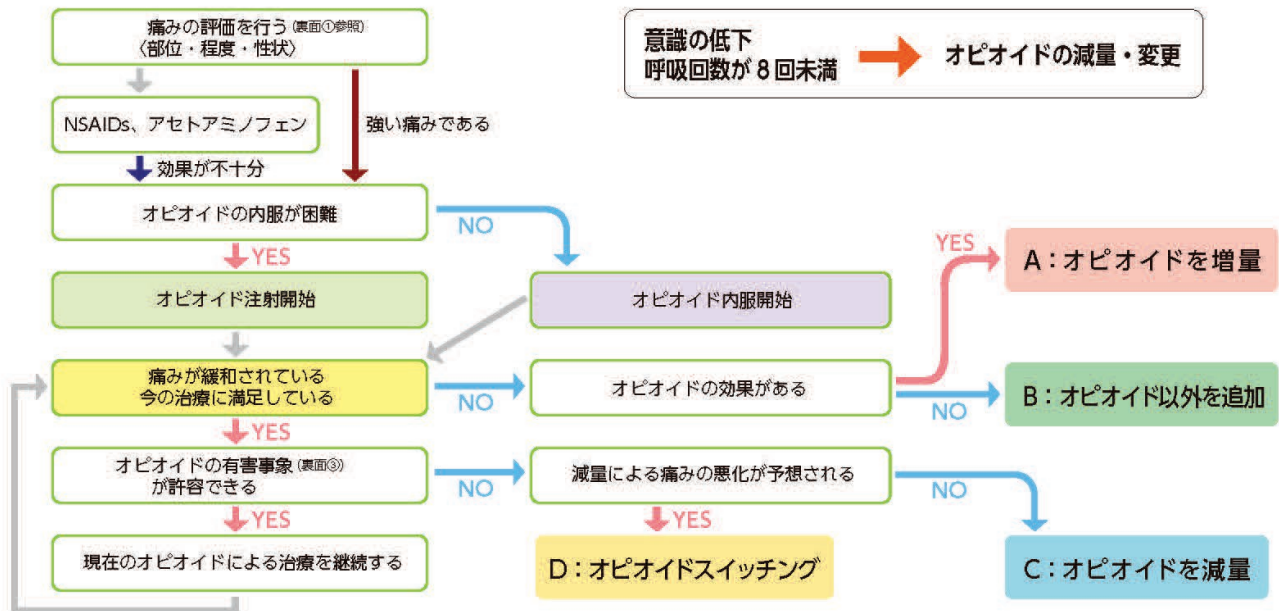 痛みの評価を行う(裏面①参照)
〈部位・程度・性状〉
意識の低下
呼吸回数が8回未満
オピオイドの減量・変更
NSAIDs、アセトアミノフェン
強い痛みである
効果が不十分
オピオイドの内服が困難
NO
YES
YES
A：オピオイドを増量
オピオイド注射開始
オピオイド内服開始
痛みが緩和されている
今の治療に満足している
NO
オピオイドの効果がある
NO
B：オピオイド以外を追加
YES
オピオイドの有害事象(裏面③)
が許容できる
NO
減量による痛みの悪化が予想される
NO
YES
YES
現在のオピオイドによる治療を継続する
D：オピオイドスイッチング
C：オピオイドを減量